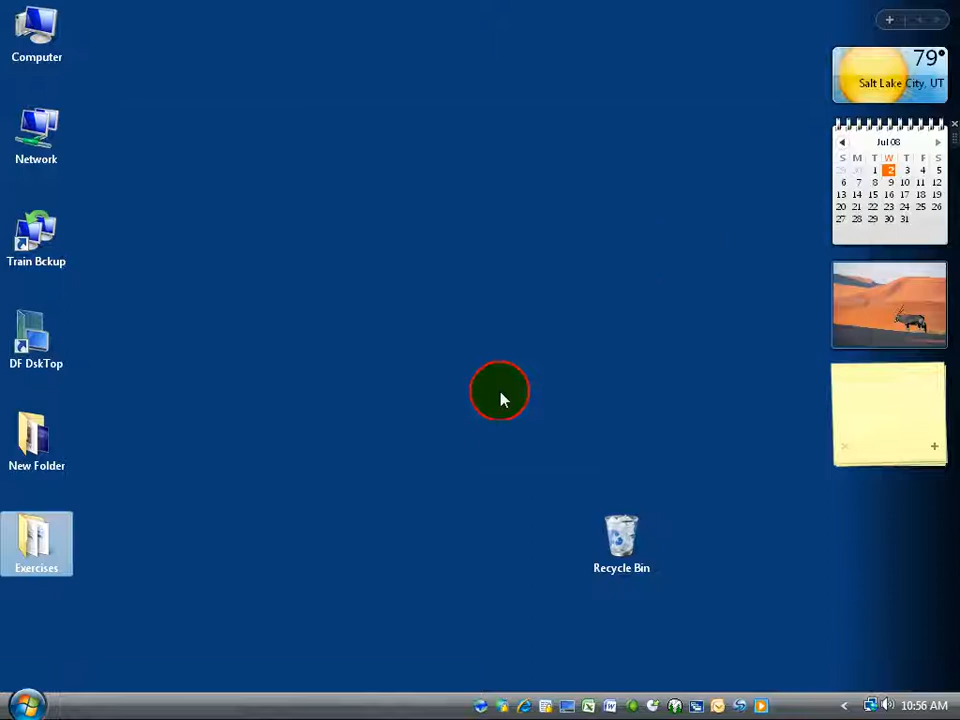 Computer
Network
Train Bckup
DF DskTop
New Folder
Exercises
Recycle Bin
79°
Salt Lake City, UT
Jul 08
S M T W T F S
29 30 1 2 3 4 5
6 7 8 9 10 11 12
13 14 15 16 17 18 19
20 21 22 23 24 25 26
27 28 29 30 31
10:56 AM